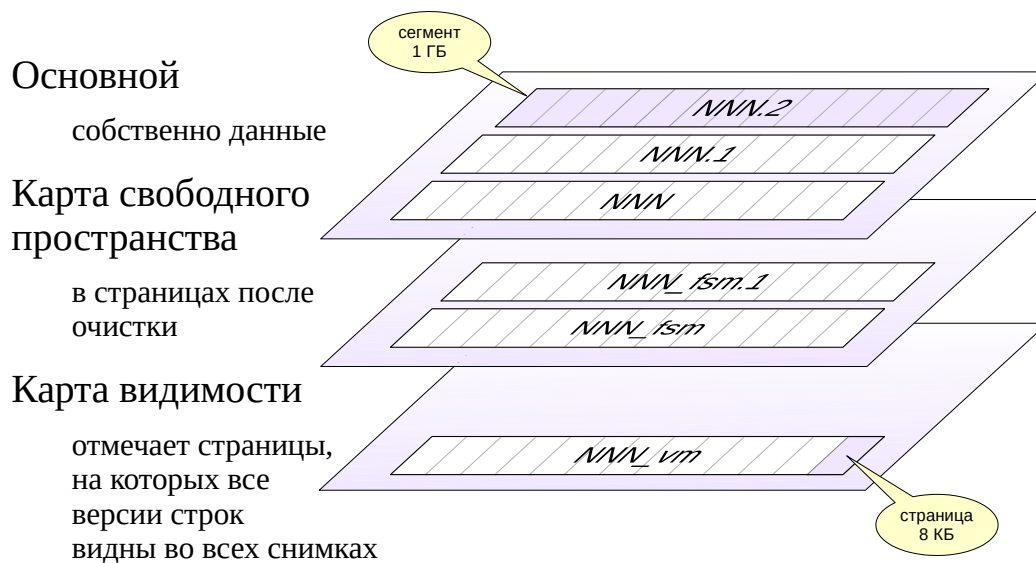 сегмент
1 ГБ
Основной
собственно данные
NNN.2
NNN.1
NNN
Карта свободного
пространства
в страницах после
очистки
NNN_fsm.1
NNN_fsm
Карта видимости
отмечает страницы,
на которых все
версии строк
видны во всех снимках
NNN_vm
страница
8 КБ